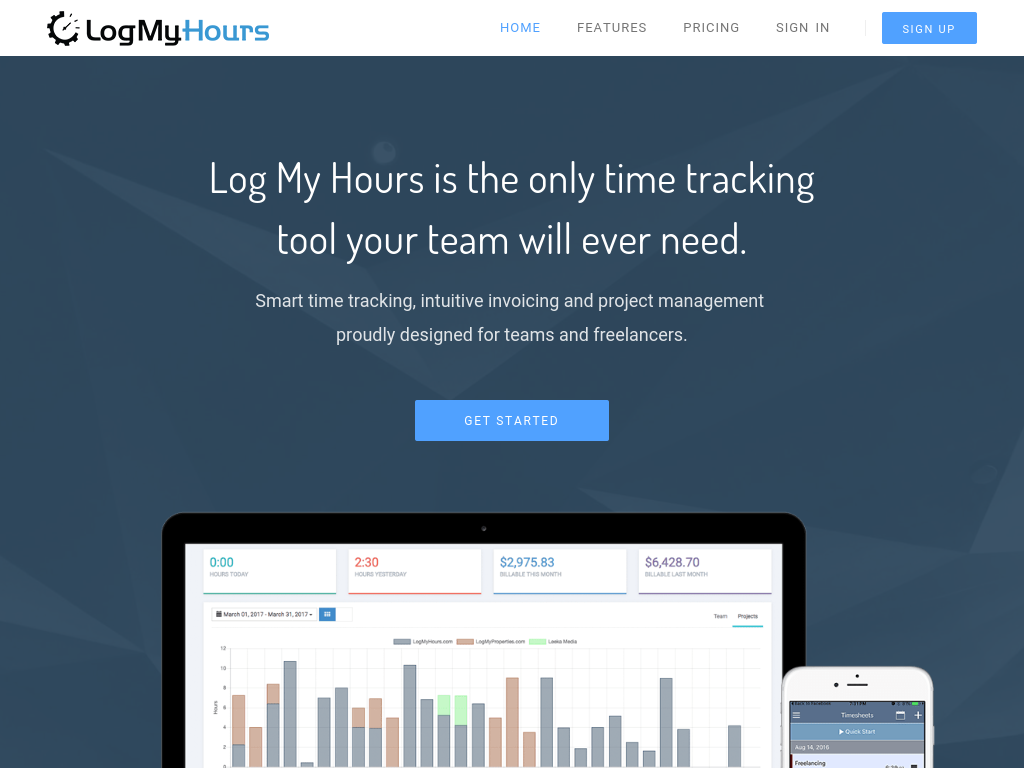 LogMyHours
HOME FEATURES PRICING SIGN IN SIGN UP
Log My Hours is the only time tracking
tool your team will ever need.
Smart time tracking, intuitive invoicing and project management
proudly designed for teams and freelancers.
GET STARTED
0:00 2:30 $2,975.83 $6,428.70
HOURS TODAY HOURS YESTERDAY BILLABLE THIS MONTH BILLABLE LAST MONTH
March 01, 2017 - March 31, 2017
Team Projects
LogMyHours.com LogMyProperties.com Leeks Media
12
10
8
6
4
2
0
Hours
Timesheets
Quick Start
Aug 14, 2016
Freelancing